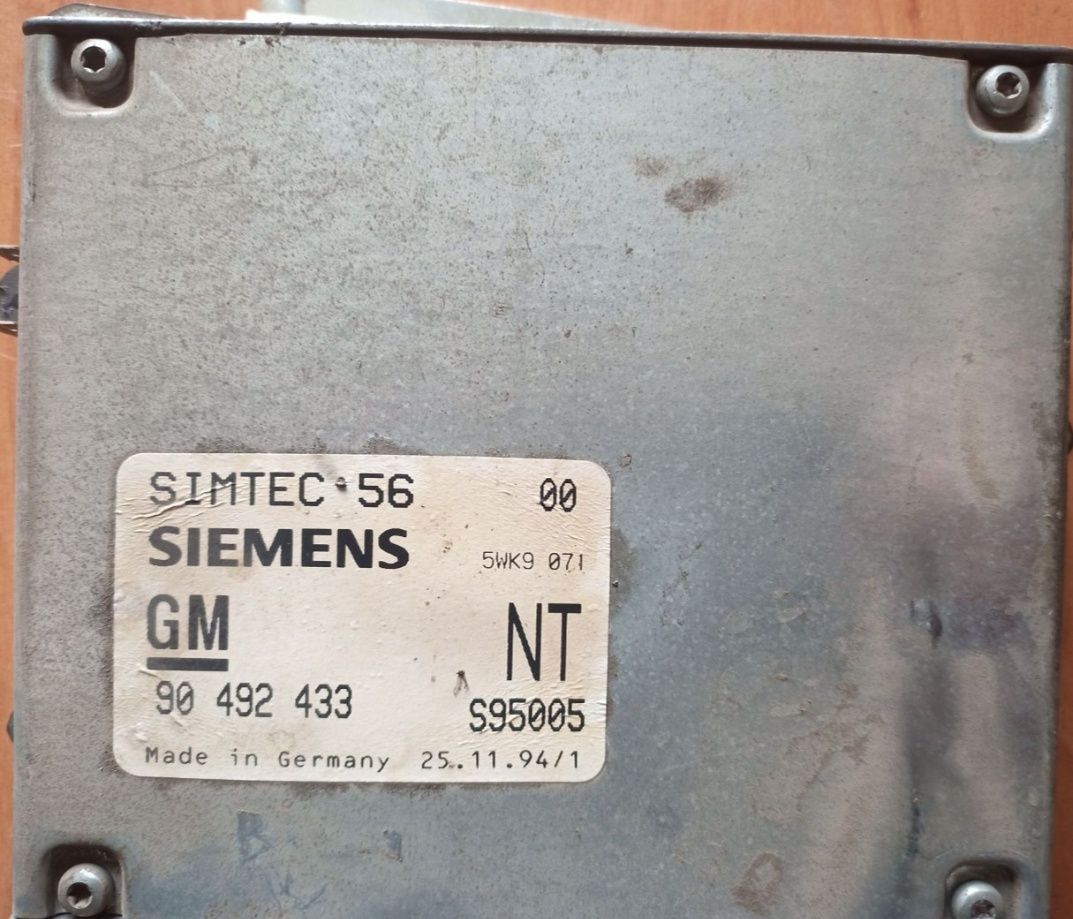 SIMTEC 56 00
SIEMENS 5WK9 071
GM NT
90 492 433 S95005
Made in Germany 25.11.94/1